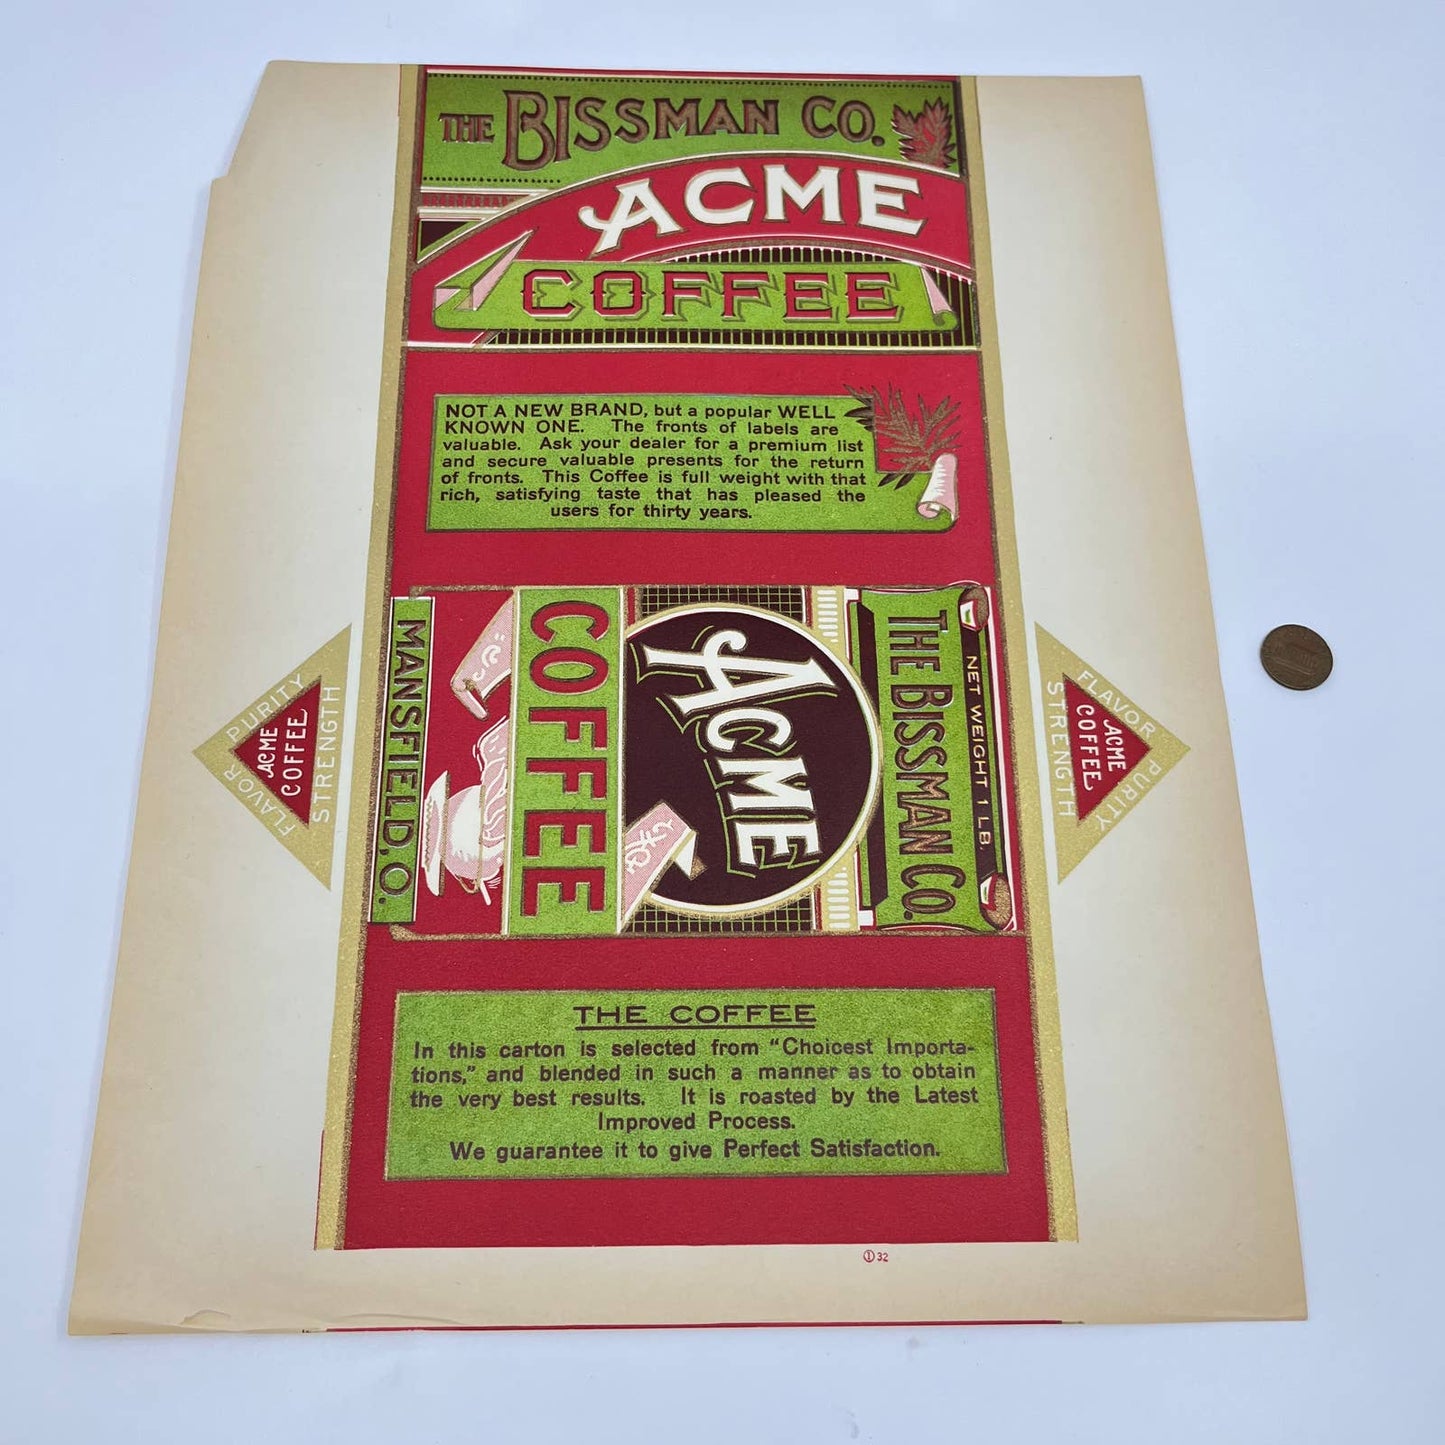 THE BISSMAN CO.
ACME
COFFEE
NOT A NEW BRAND, but a popular WELL
KNOWN ONE. The fronts of labels are
valuable. Ask your dealer for a premium list
and secure valuable presents for the return
of fronts. This Coffee is full weight with that
rich, satisfying taste that has pleased the
users for thirty years.
NET WEIGHT 1 LB.
THE BISSMAN CO.
ACME
COFFEE
MANSFIELD, O.
PURITY
FLAVOR
STRENGTH
ACME
COFFEE
FLAVOR
PURITY
STRENGTH
ACME
COFFEE
THE COFFEE
In this carton is selected from "Choicest Importa-
tions," and blended in such a manner as to obtain
the very best results. It is roasted by the Latest
Improved Process.
We guarantee it to give Perfect Satisfaction.
① 32